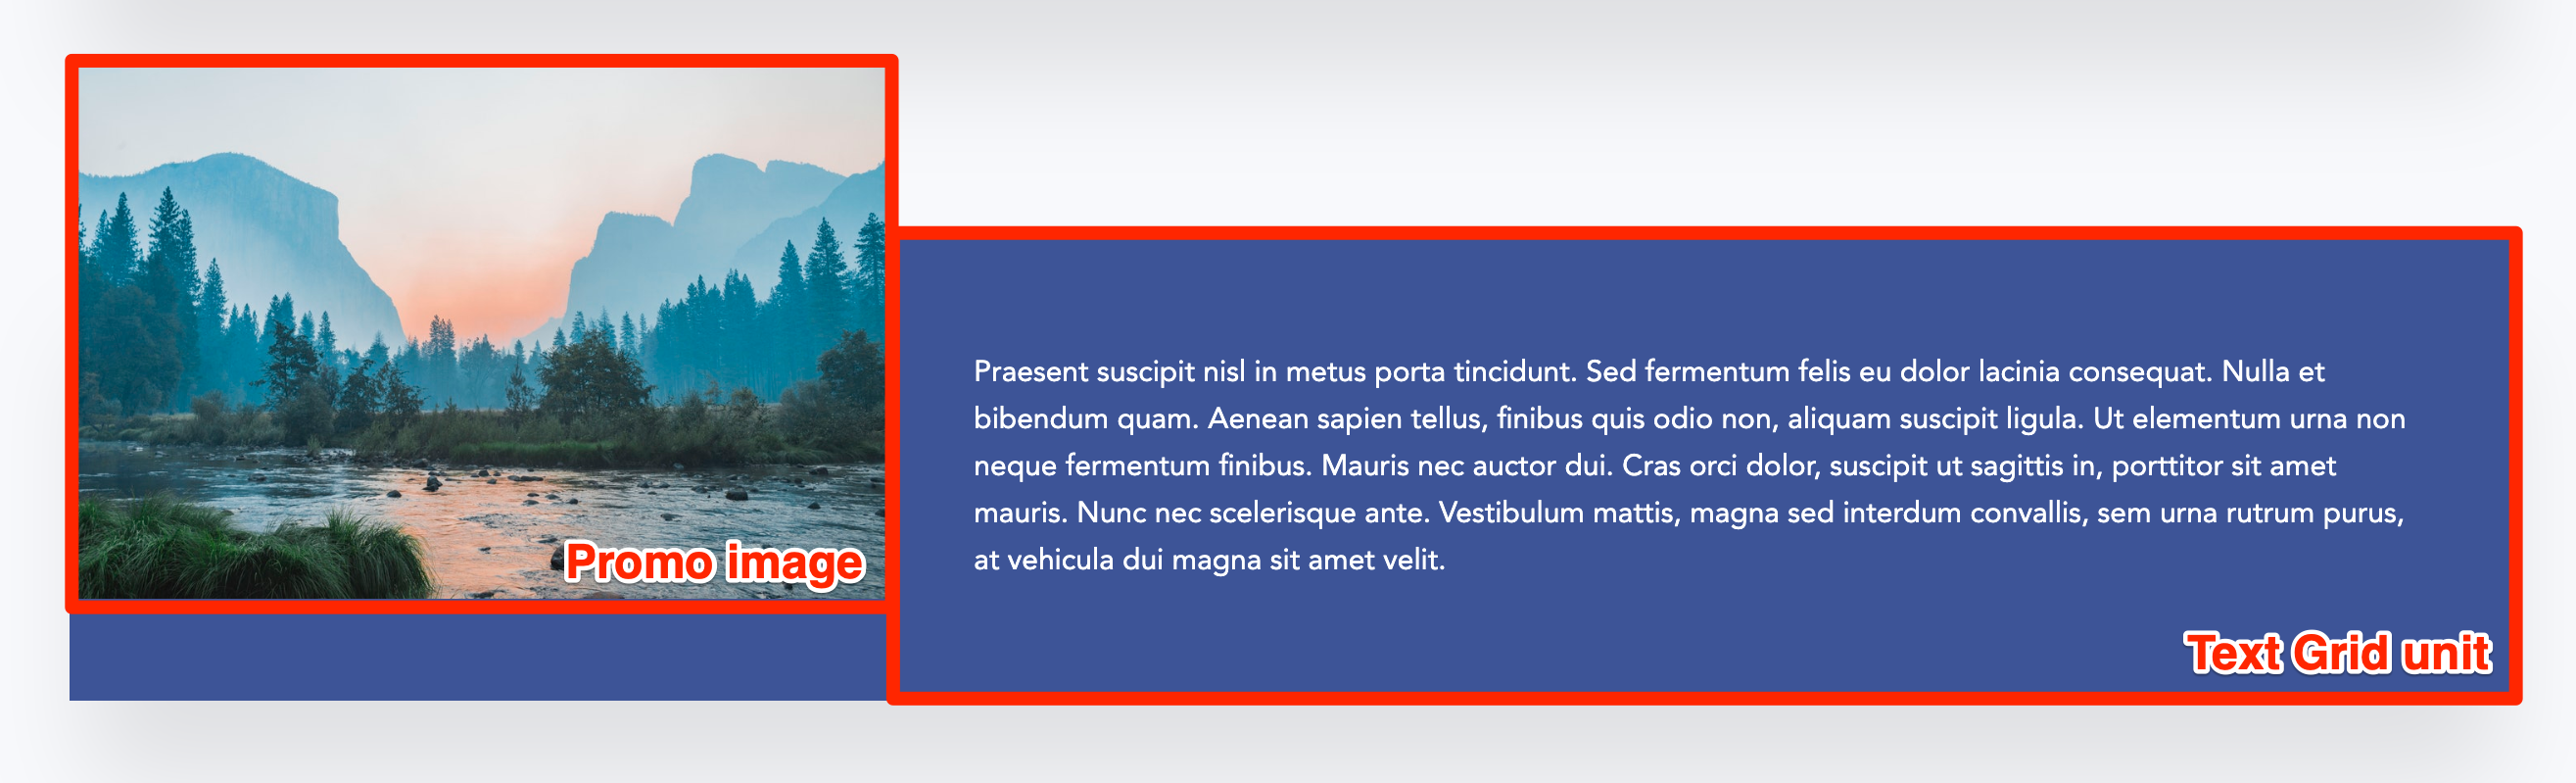 Promo image
Praesent suscipit nisl in metus porta tincidunt. Sed fermentum felis eu dolor lacinia consequat. Nulla et
bibendum quam. Aenean sapien tellus, finibus quis odio non, aliquam suscipit ligula. Ut elementum urna non
neque fermentum finibus. Mauris nec auctor dui. Cras orci dolor, suscipit ut sagittis in, porttitor sit amet
mauris. Nunc nec scelerisque ante. Vestibulum mattis, magna sed interdum convallis, sem urna rutrum purus,
at vehicula dui magna sit amet velit.
Text Grid unit